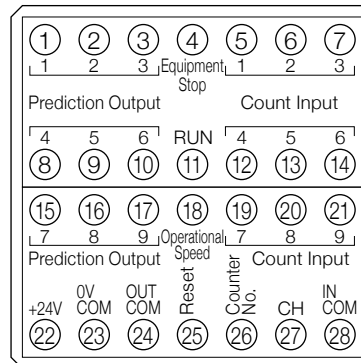 1 2 3 4 5 6 7
1 2 3 Equipment Stop 1 2 3
Prediction Output Count Input
4 5 6 RUN 4 5 6
8 9 10 11 12 13 14
15 16 17 18 19 20 21
7 8 9 Operational Speed 7 8 9
Prediction Output Count Input
+24V 0V COM OUT COM Reset Counter No. CH IN COM
22 23 24 25 26 27 28